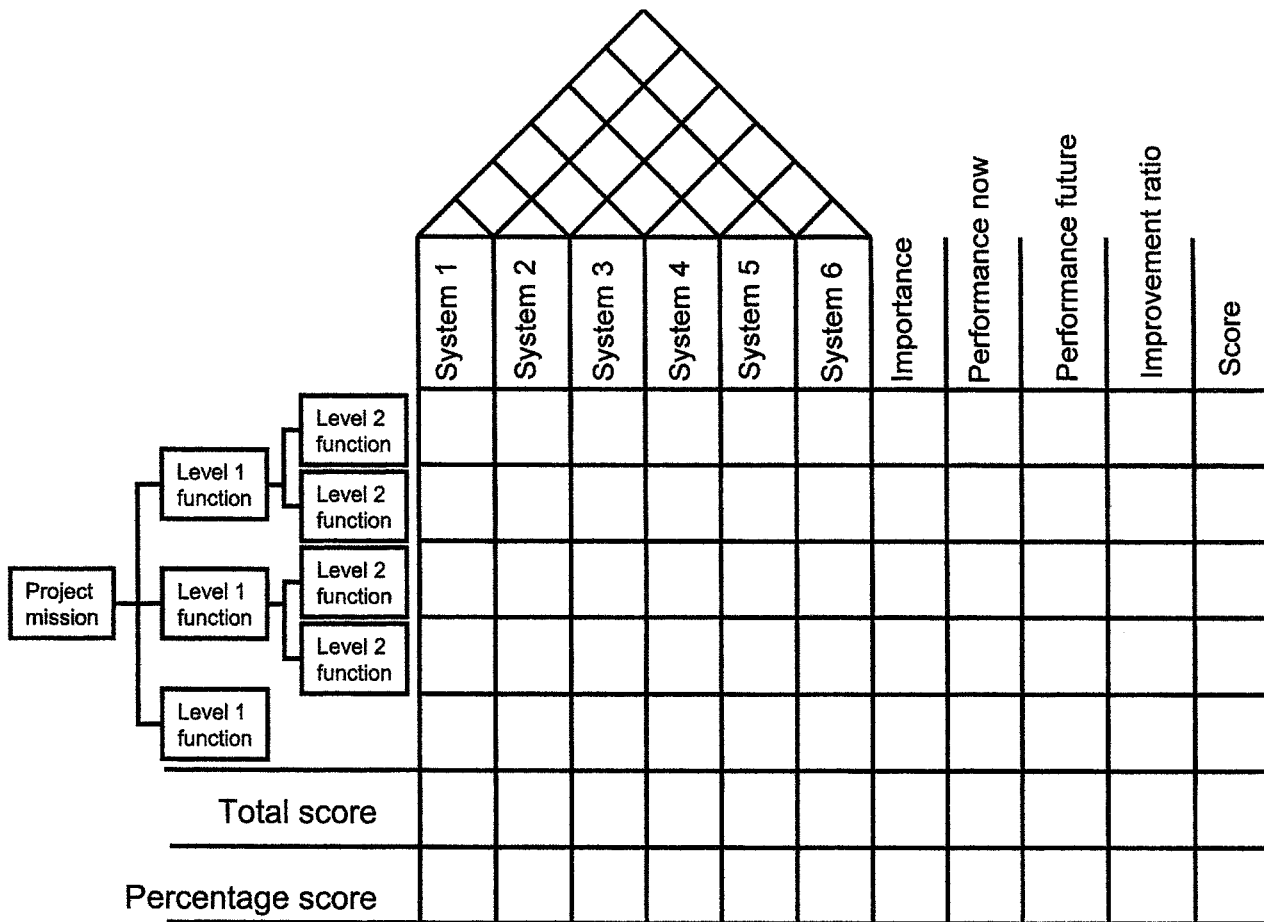 System 1
System 2
System 3
System 4
System 5
System 6
Importance
Performance now
Performance future
Improvement ratio
Score
Level 2
function
Level 1
function
Level 2
function
Project
mission
Level 1
function
Level 2
function
Level 2
function
Level 1
function
Total score
Percentage score